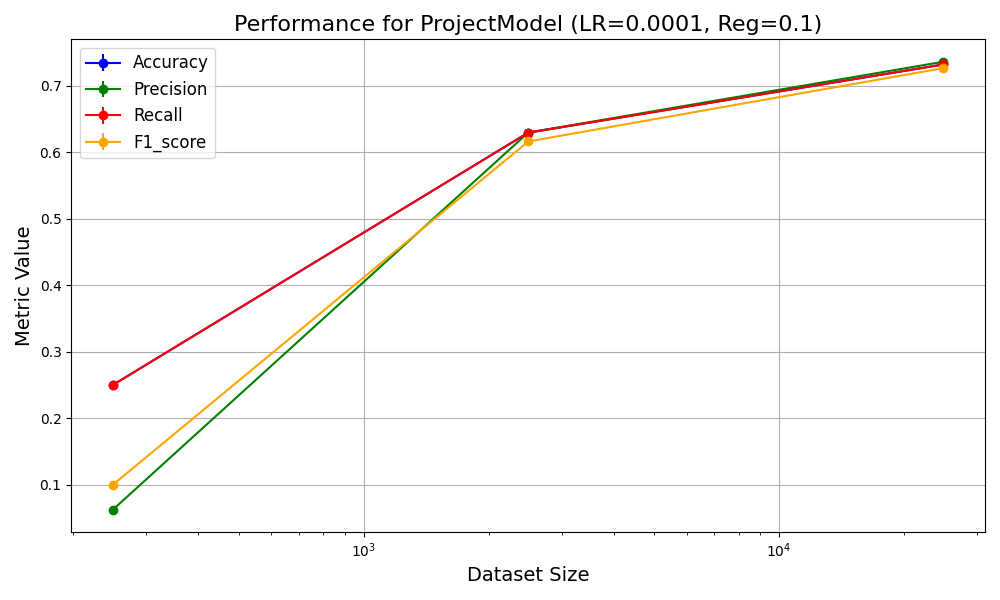 Performance for ProjectModel (LR=0.0001, Reg=0.1)
Accuracy
Precision
Recall
F1_score
Metric Value
0.7
0.6
0.5
0.4
0.3
0.2
0.1
10³
10⁴
Dataset Size